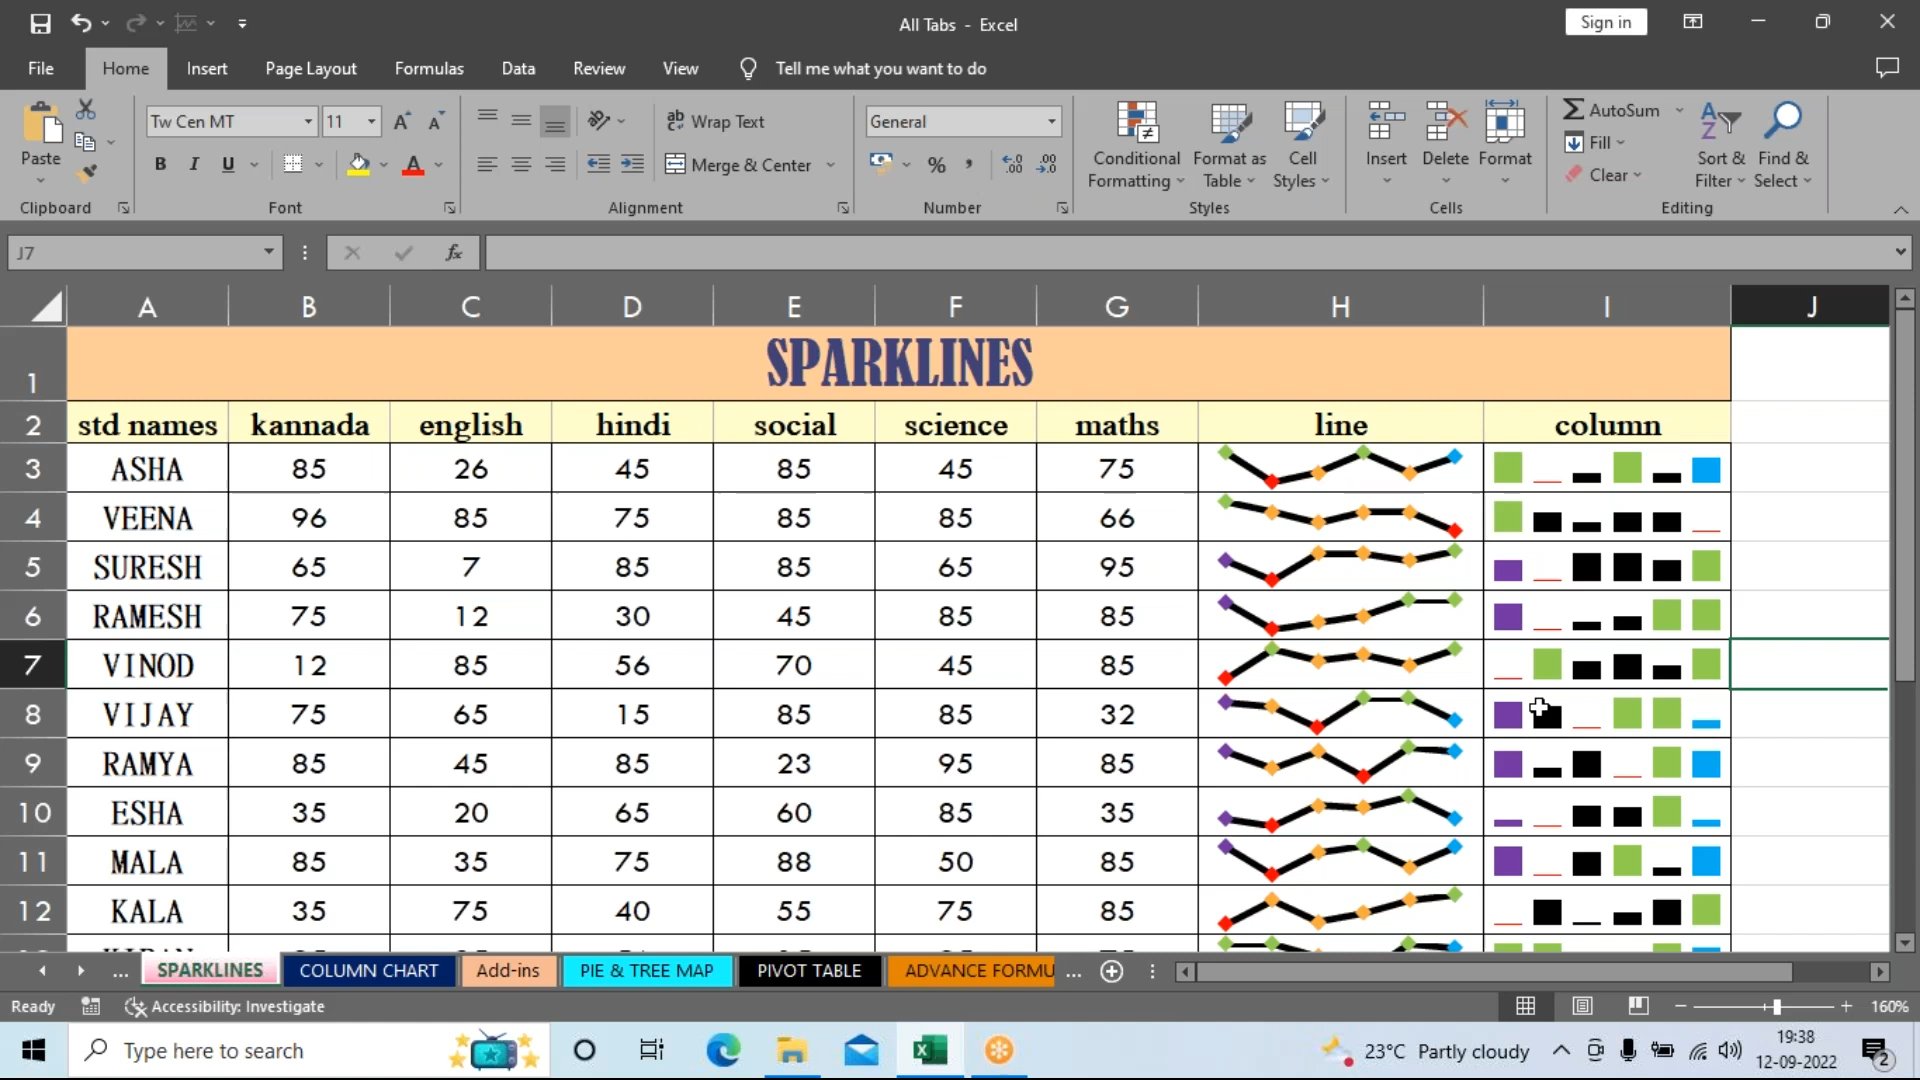 All Tabs - Excel
Sign in
File Home Insert Page Layout Formulas Data Review View Tell me what you want to do
Paste
Clipboard
Tw Cen MT 11
B I U
Font
Wrap Text
Merge & Center
Alignment
General
% ,
Number
Conditional Formatting
Format as Table
Cell Styles
Styles
Insert Delete Format
Cells
AutoSum
Fill
Clear
Sort & Filter
Find & Select
Editing
J7 fx
A B C D E F G H I J
1 SPARKLINES
2 std names kannada english hindi social science maths line column
3 ASHA 85 26 45 85 45 75
4 VEENA 96 85 75 85 85 66
5 SURESH 65 7 85 85 65 95
6 RAMESH 75 12 30 45 85 85
7 VINOD 12 85 56 70 45 85
8 VIJAY 75 65 15 85 85 32
9 RAMYA 85 45 85 23 95 85
10 ESHA 35 20 65 60 85 35
11 MALA 85 35 75 88 50 85
12 KALA 35 75 40 55 75 85
... SPARKLINES COLUMN CHART Add-ins PIE & TREE MAP PIVOT TABLE ADVANCE FORMU ...
Ready Accessibility: Investigate 160%
Type here to search
23°C Partly cloudy
19:38
12-09-2022
2